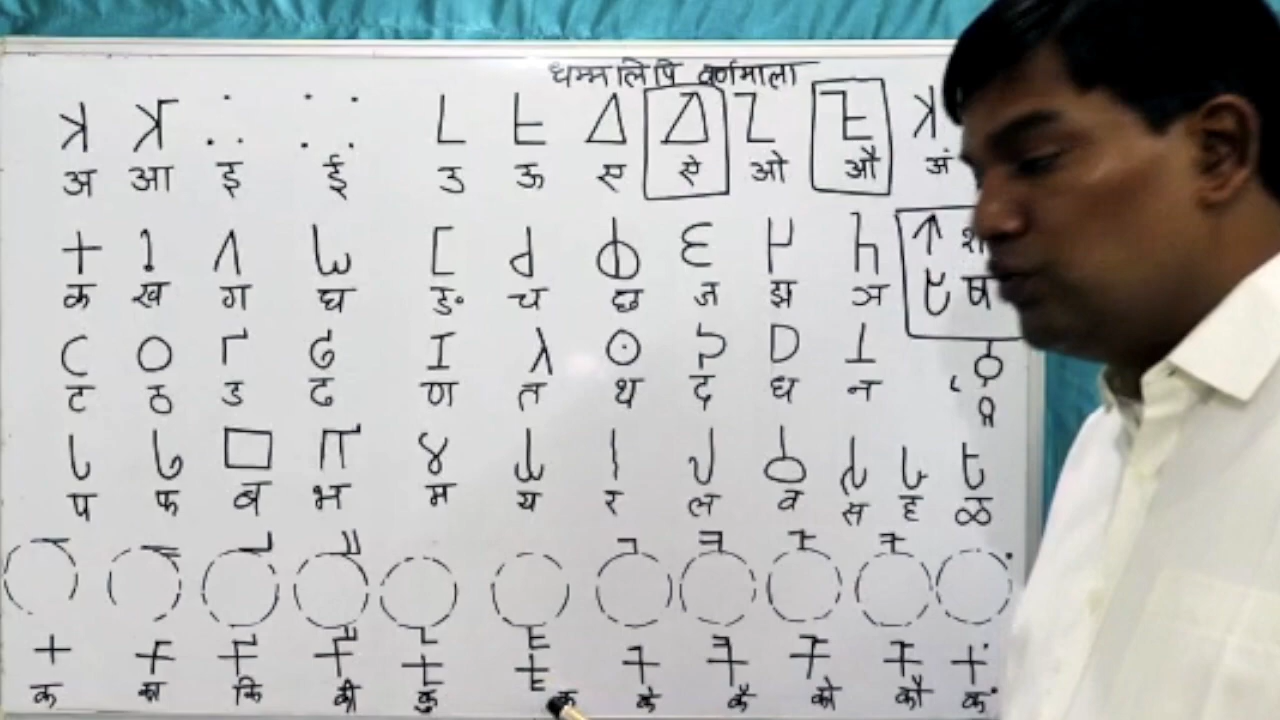 धम्मलिपि वर्णमाला
𑀅 𑀆 𑀇 𑀈 𑀉 𑀊 𑀏 𑀐 𑀑 𑀒 𑀅𑀁
अ आ इ ई उ ऊ ए ऐ ओ औ अं
𑀓 𑀔 𑀕 𑀖 𑀗 𑀘 𑀙 𑀚 𑀛 𑀜 𑀰 श
क ख ग घ ङ च छ ज झ ञ 𑀱 ष
𑀝 𑀞 𑀟 𑀠 𑀡 𑀢 𑀣 𑀤 𑀥 𑀦
ट ठ ड ढ ण त थ द ध न
𑀧 𑀨 𑀩 𑀪 𑀫 𑀬 𑀭 𑀮 𑀯 𑀲 𑀳 𑀴
प फ ब भ म य र ल व स ह ळ
𑀓 𑀓𑀸 𑀓𑀺 𑀓𑀻 𑀓𑀼 𑀓𑀽 𑀓𑁂 𑀓𑁃 𑀓𑁄 𑀓𑁅 𑀓𑀁
क का कि की कु क के कै को कौ कं